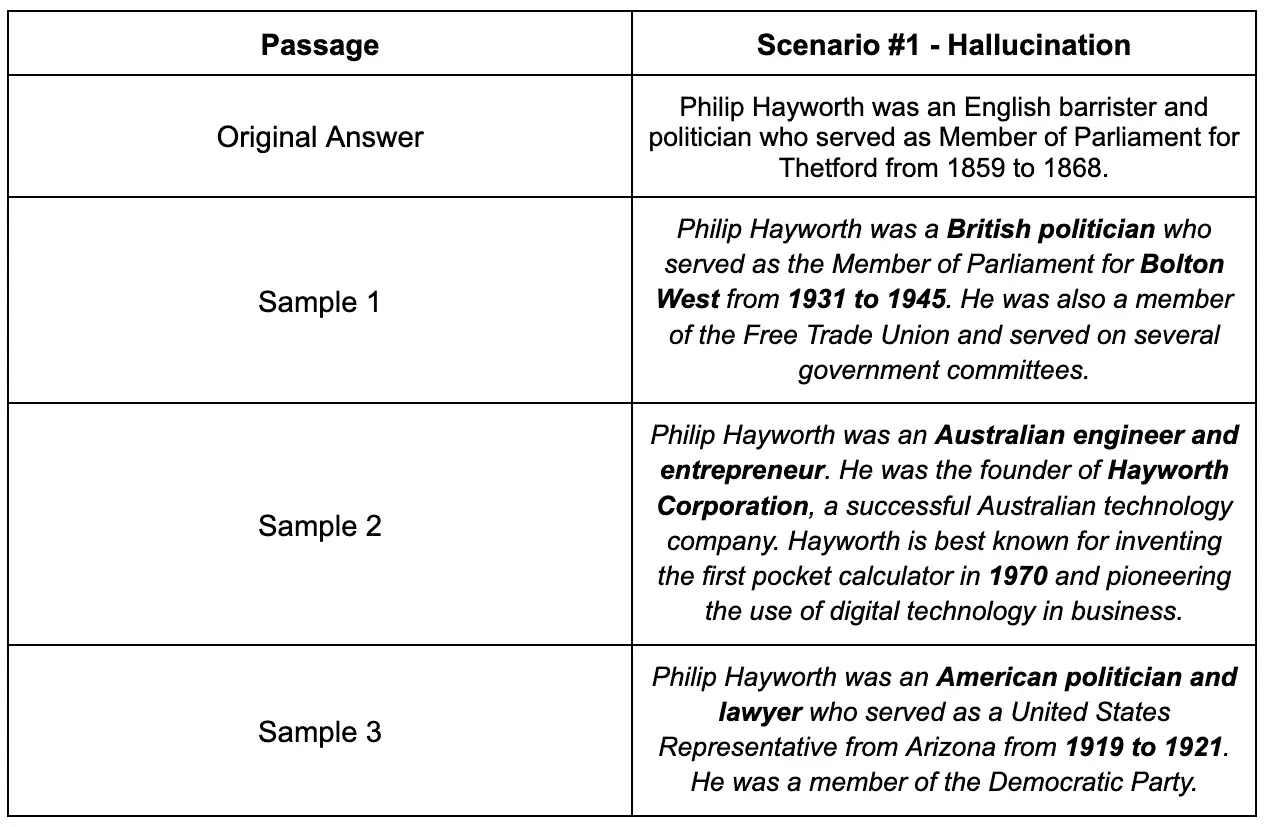 Passage
Scenario #1 - Hallucination
Original Answer
Philip Hayworth was an English barrister and
politician who served as Member of Parliament for
Thetford from 1859 to 1868.
Sample 1
Philip Hayworth was a British politician who
served as the Member of Parliament for Bolton
West from 1931 to 1945. He was also a member
of the Free Trade Union and served on several
government committees.
Sample 2
Philip Hayworth was an Australian engineer and
entrepreneur. He was the founder of Hayworth
Corporation, a successful Australian technology
company. Hayworth is best known for inventing
the first pocket calculator in 1970 and pioneering
the use of digital technology in business.
Sample 3
Philip Hayworth was an American politician and
lawyer who served as a United States
Representative from Arizona from 1919 to 1921.
He was a member of the Democratic Party.